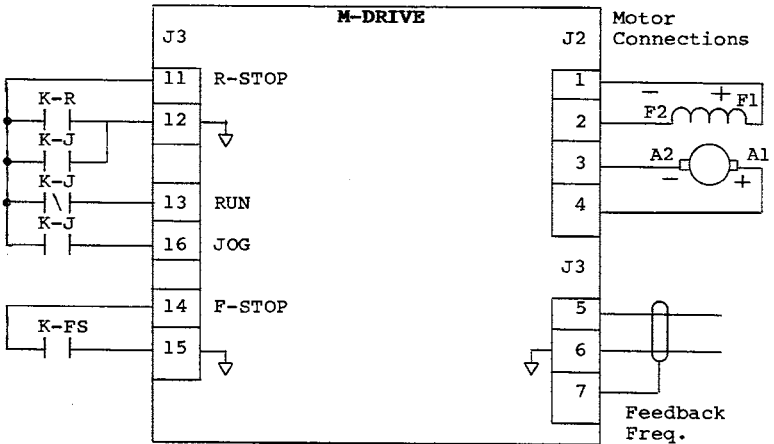 M-DRIVE
J3
J2
Motor
Connections
11 R-STOP
K-R
12
K-J
K-J
13 RUN
K-J
16 JOG
14 F-STOP
K-FS
15
1
− + F1
2 F2
3 A2 A1
− +
4
J3
5
6
7
Feedback
Freq.